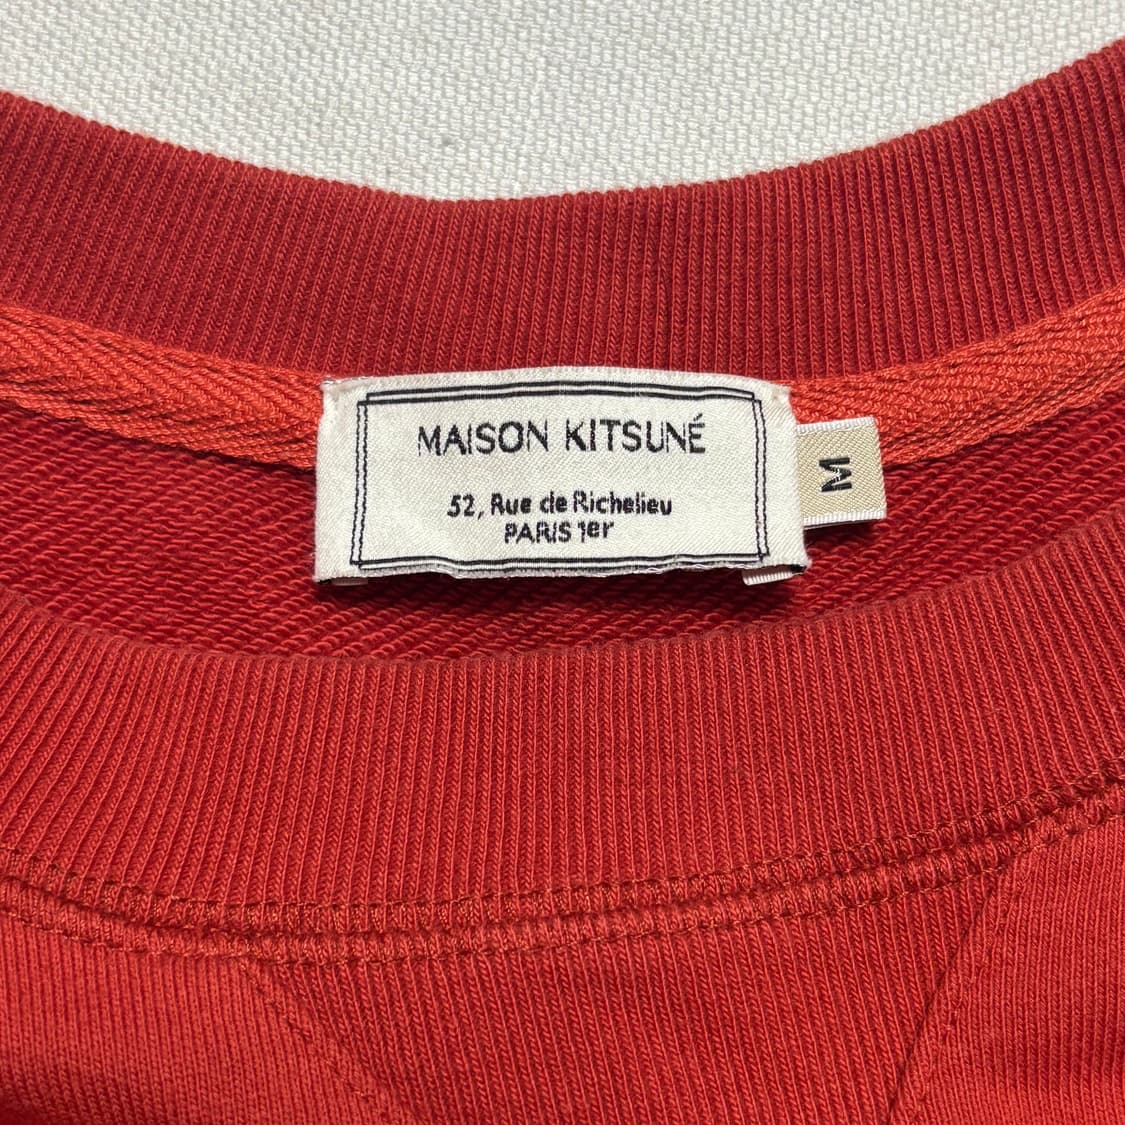 MAISON KITSUNÉ
52, Rue de Richelieu
PARIS 1er
M